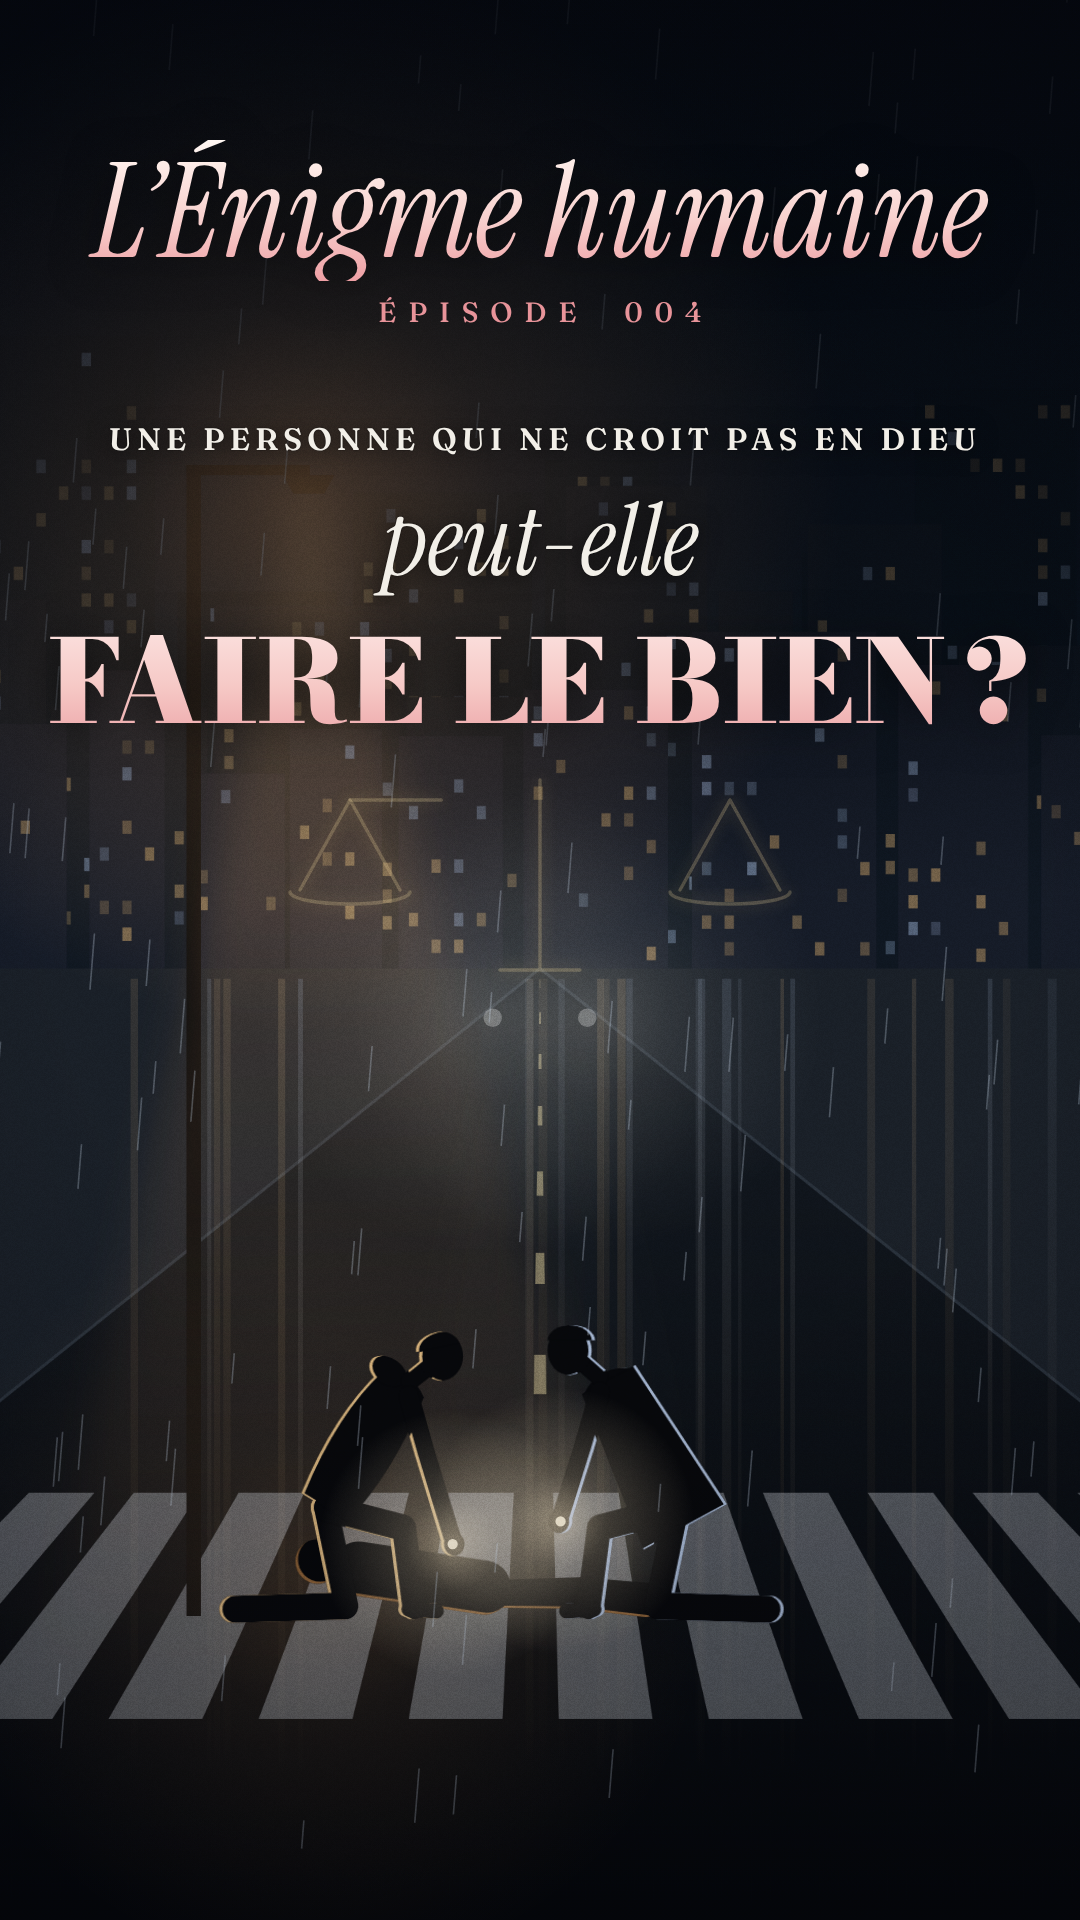 L’Énigme humaine
ÉPISODE 004
UNE PERSONNE QUI NE CROIT PAS EN DIEU
peut-elle
FAIRE LE BIEN ?